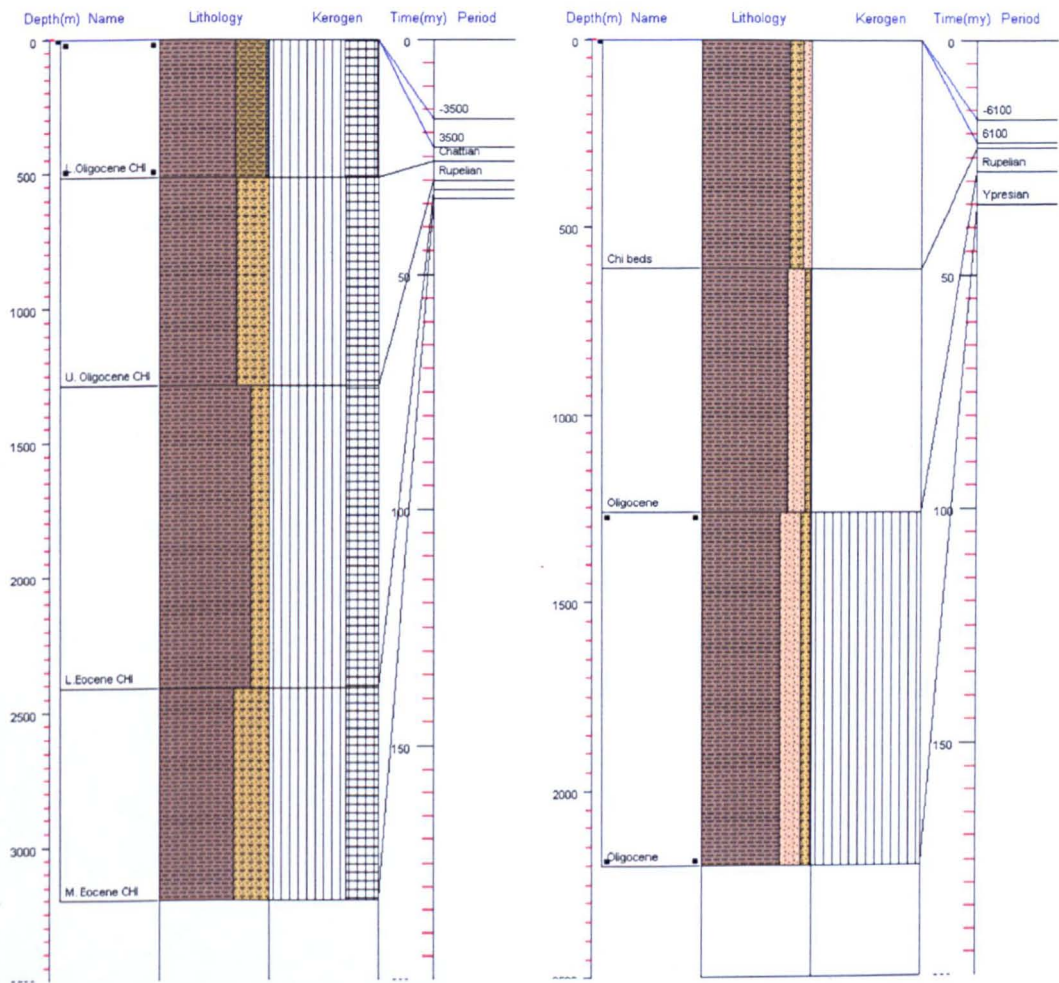 Depth(m) Name Lithology Kerogen Time(my) Period
0
500
1000
1500
2000
2500
3000
L.Oligocene CHI
U. Oligocene CHI
L.Eocene CHI
M. Eocene CHI
0
50
100
150
-3500
3500
Chattian
Rupelian
Depth(m) Name Lithology Kerogen Time(my) Period
0
500
1000
1500
2000
Chi beds
Oligocene
Oligocene
0
50
100
150
-6100
6100
Rupelian
Ypresian